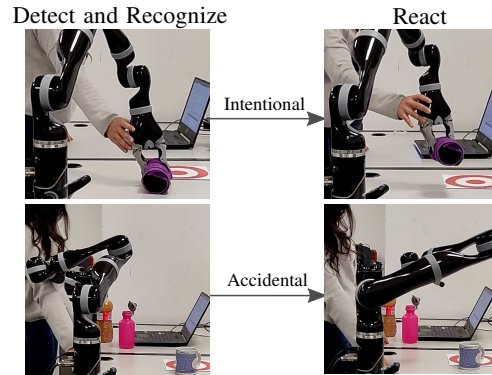 Detect and Recognize
React
Intentional
Accidental